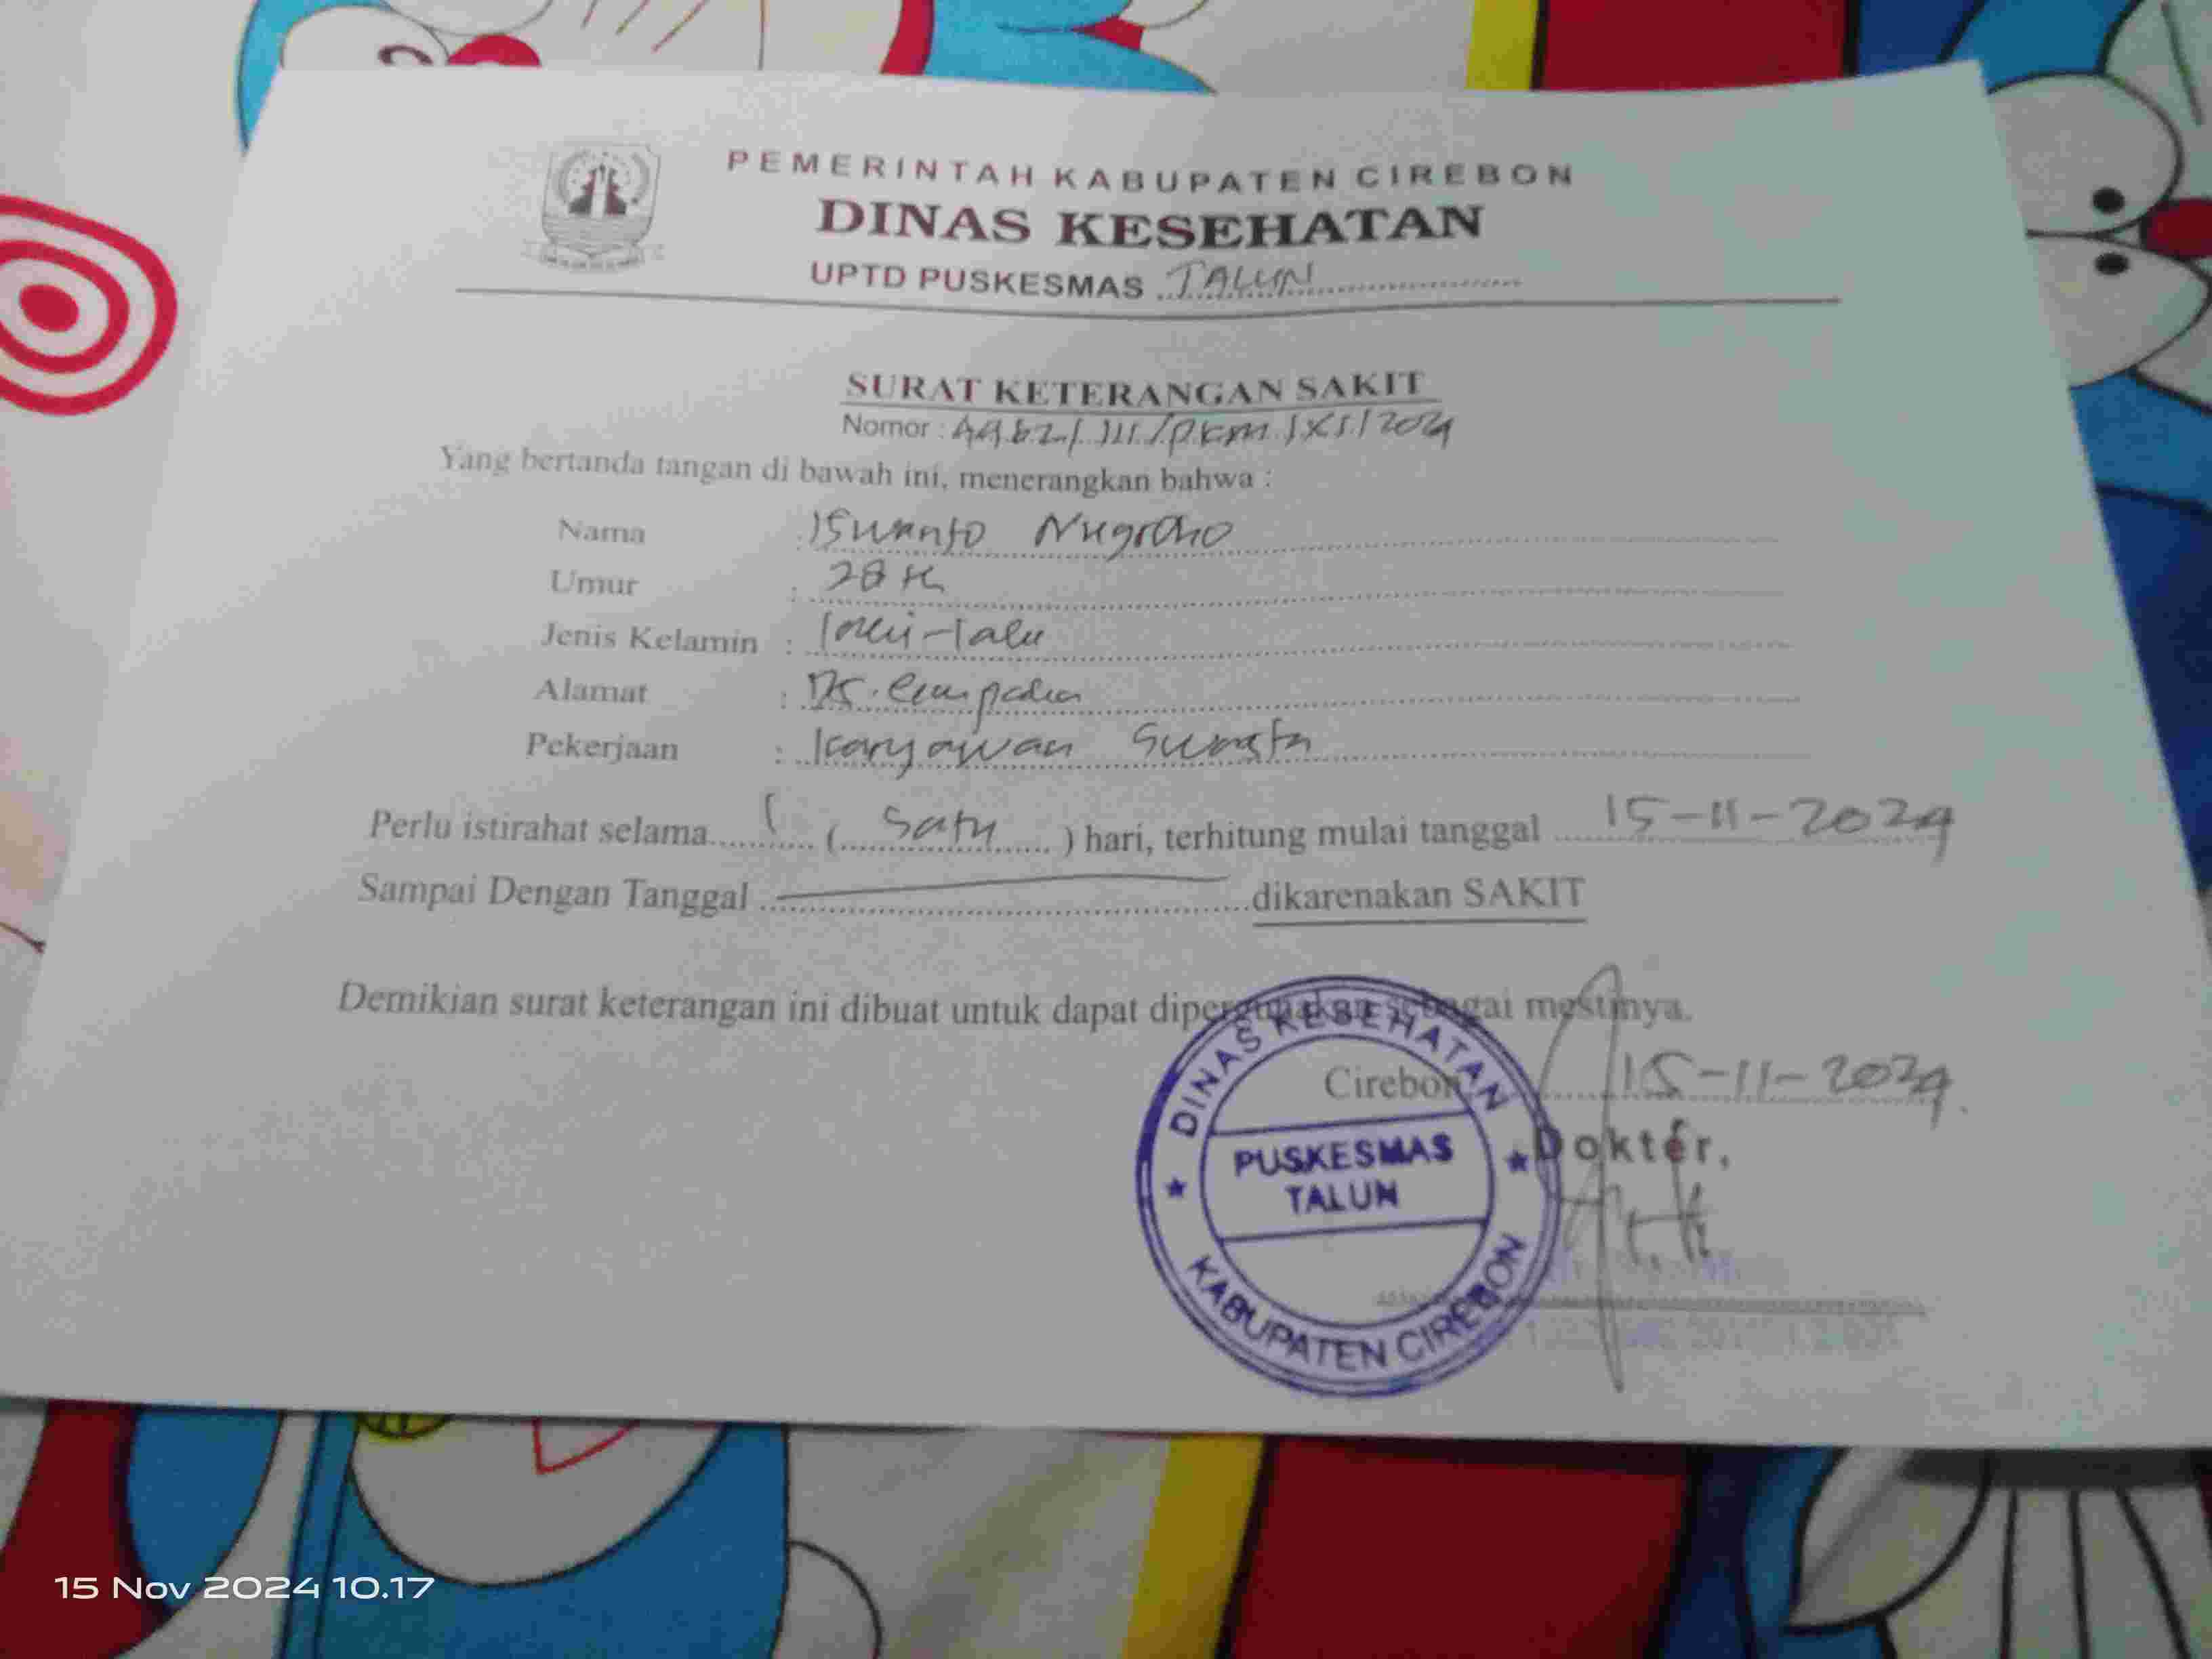 PEMERINTAH KABUPATEN CIREBON
DINAS KESEHATAN
UPTD PUSKESMAS TALUN
SURAT KETERANGAN SAKIT
Nomor :
Yang bertanda tangan di bawah ini, menerangkan bahwa :
Nama : Iswanto Nugroho
Umur : 28 th
Jenis Kelamin : laki-laki
Alamat : Ds.
Pekerjaan : Karyawan Swasta
Perlu istirahat selama 1 ( Satu ) hari, terhitung mulai tanggal 15-11-2024
Sampai Dengan Tanggal dikarenakan SAKIT
Demikian surat keterangan ini dibuat untuk dapat dipergunakan sebagai mestinya.
Cirebon 15-11-2024
Dokter,
DINAS KESEHATAN
PUSKESMAS
TALUN
KABUPATEN CIREBON
15 Nov 2024 10.17